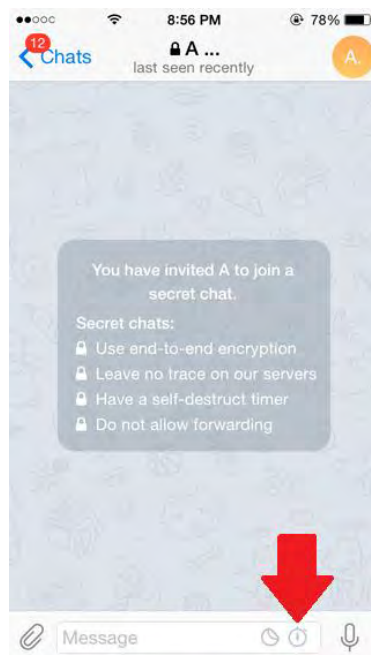 8:56 PM
78%
12
Chats
A ...
last seen recently
A.
You have invited A to join a
secret chat.
Secret chats:
Use end-to-end encryption
Leave no trace on our servers
Have a self-destruct timer
Do not allow forwarding
Message